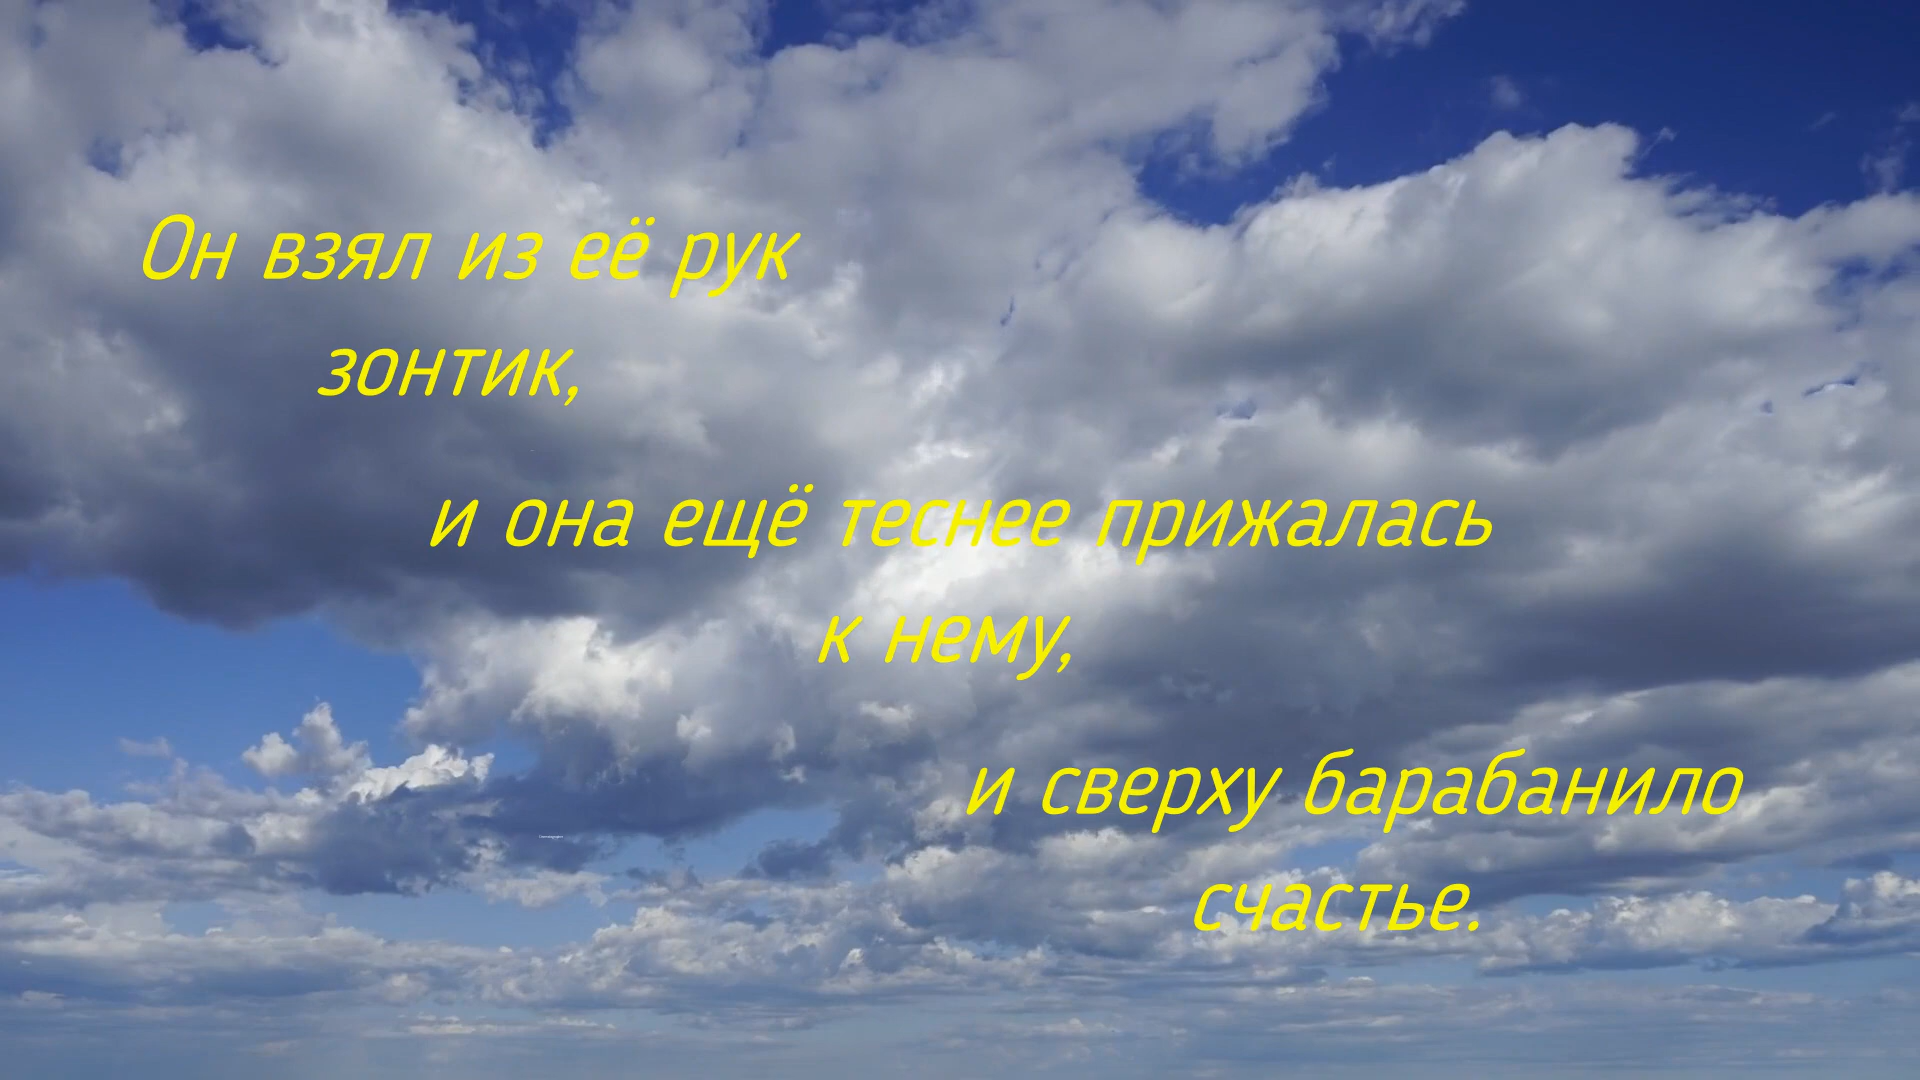 Он взял из её рук
зонтик,
и она ещё теснее прижалась
к нему,
и сверху барабанило
счастье.